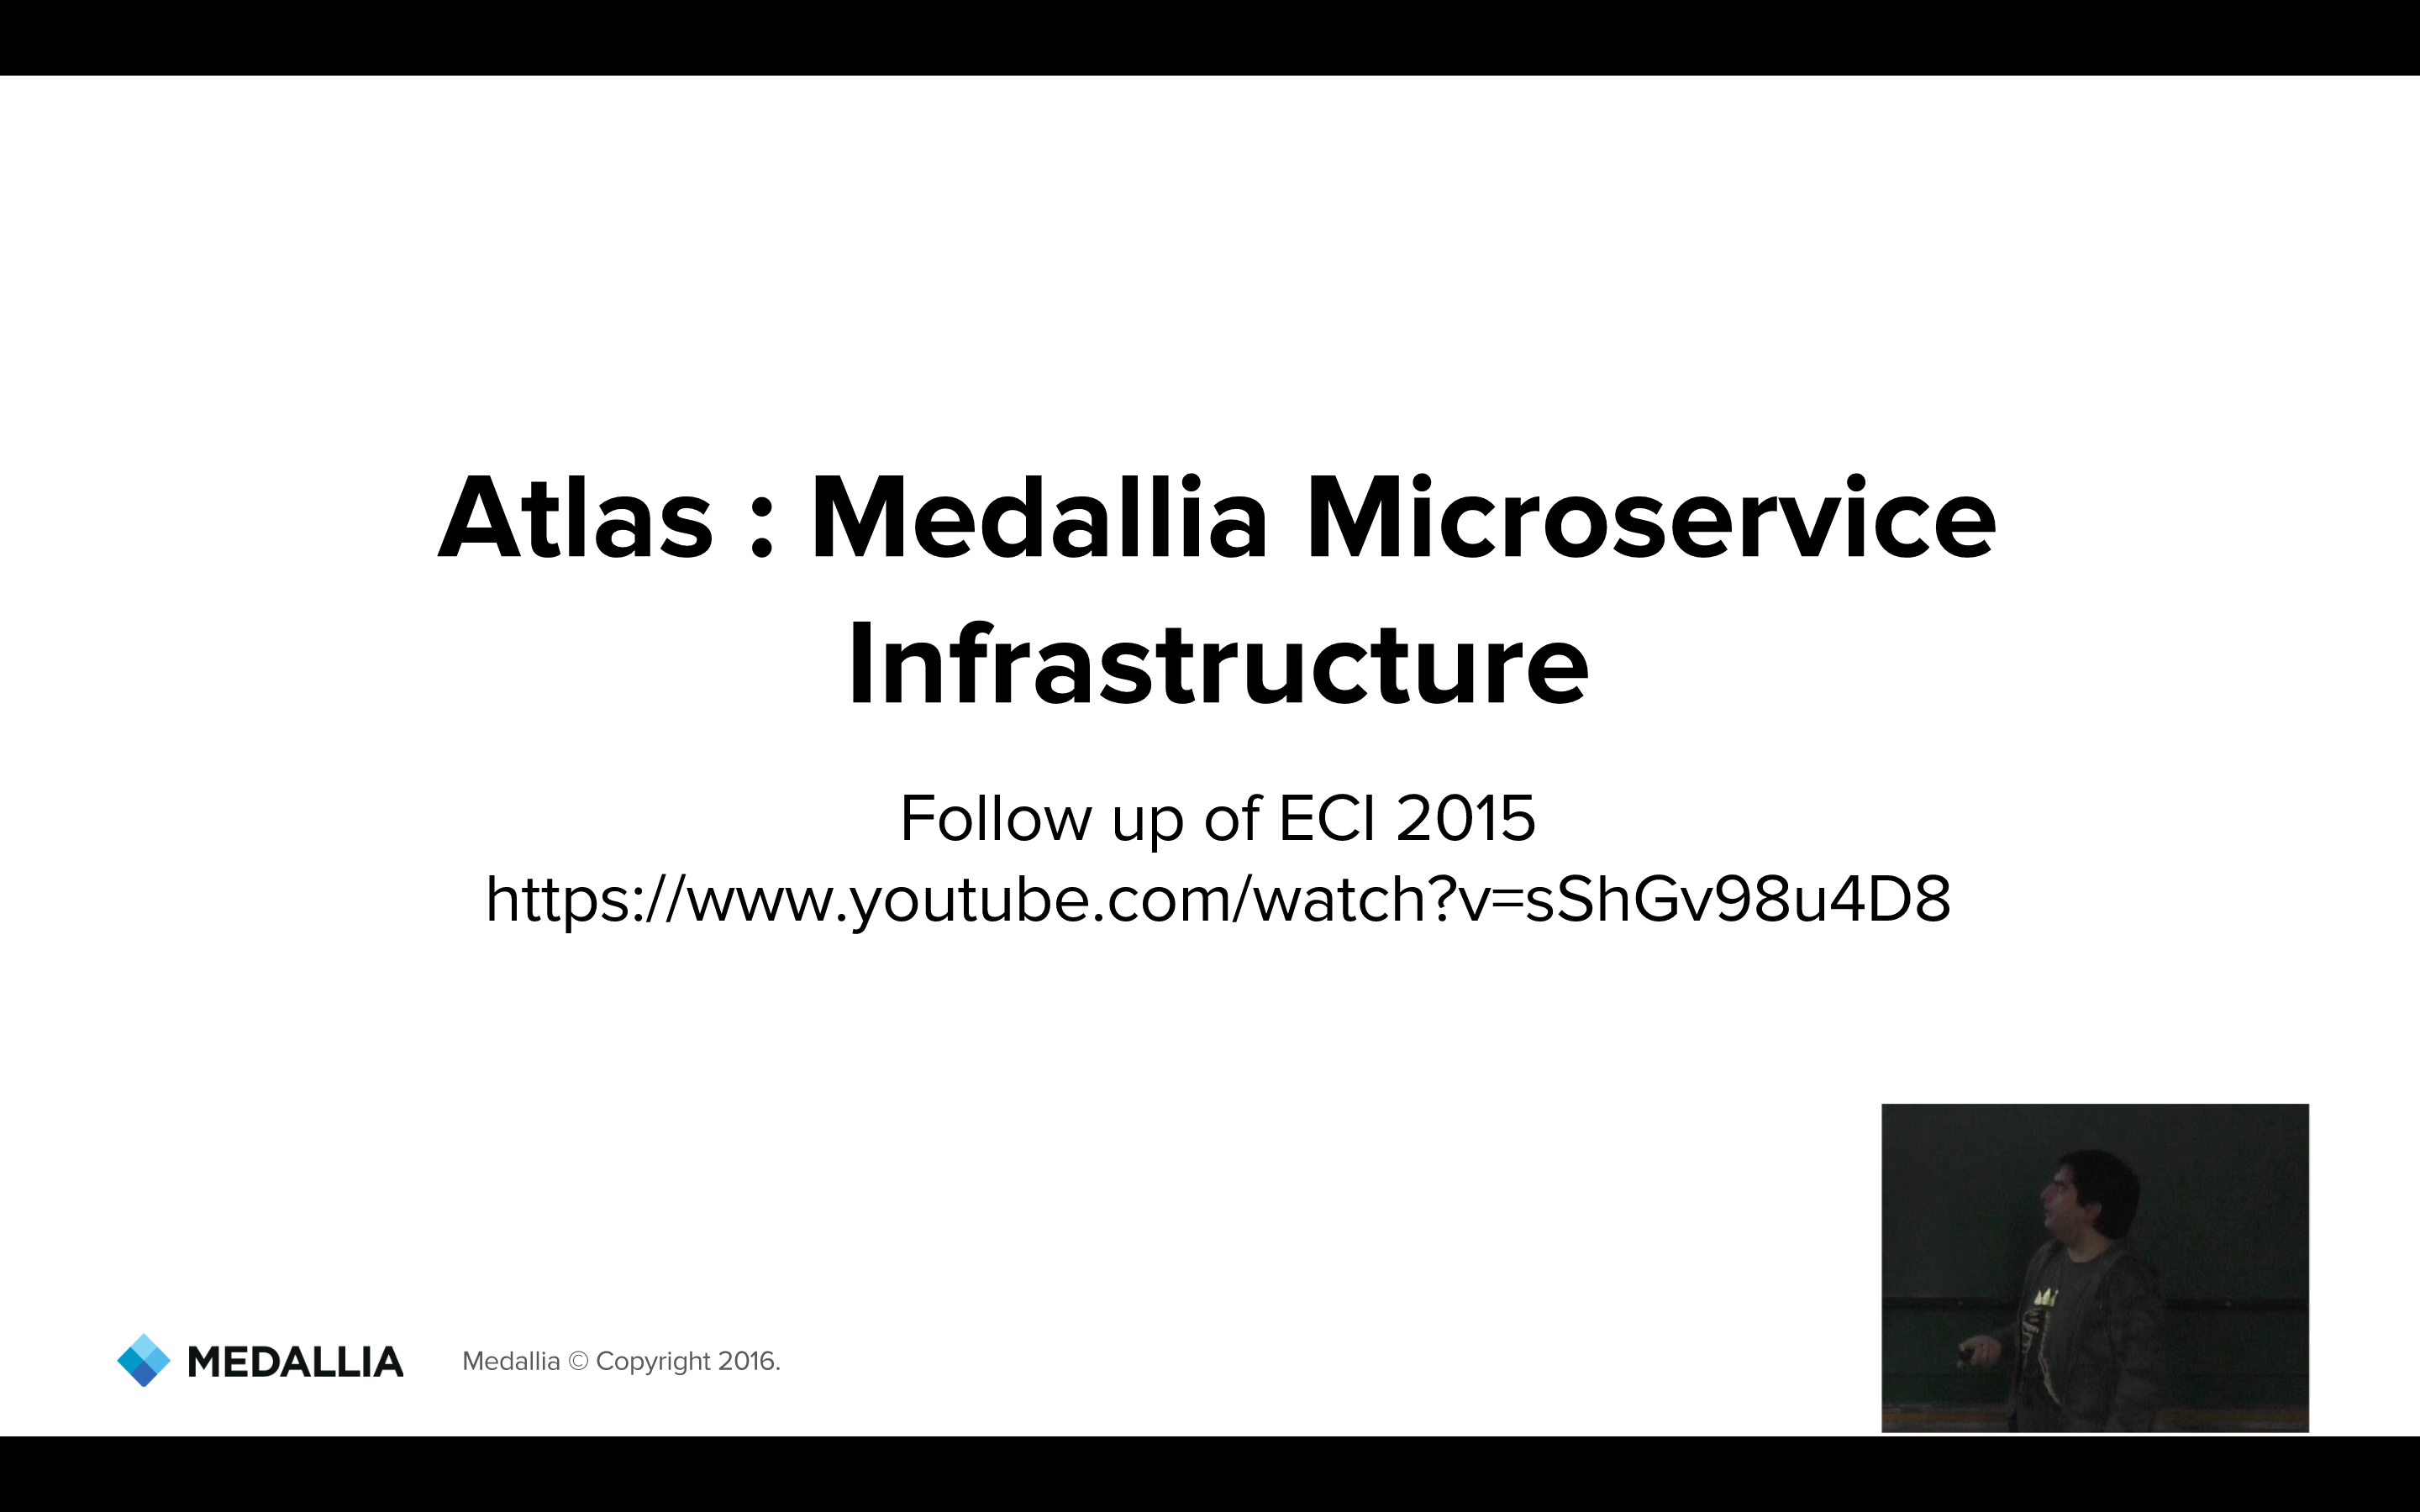 Atlas : Medallia Microservice
Infrastructure
Follow up of ECI 2015
https://www.youtube.com/watch?v=sShGv98u4D8
MEDALLIA
Medallia © Copyright 2016.